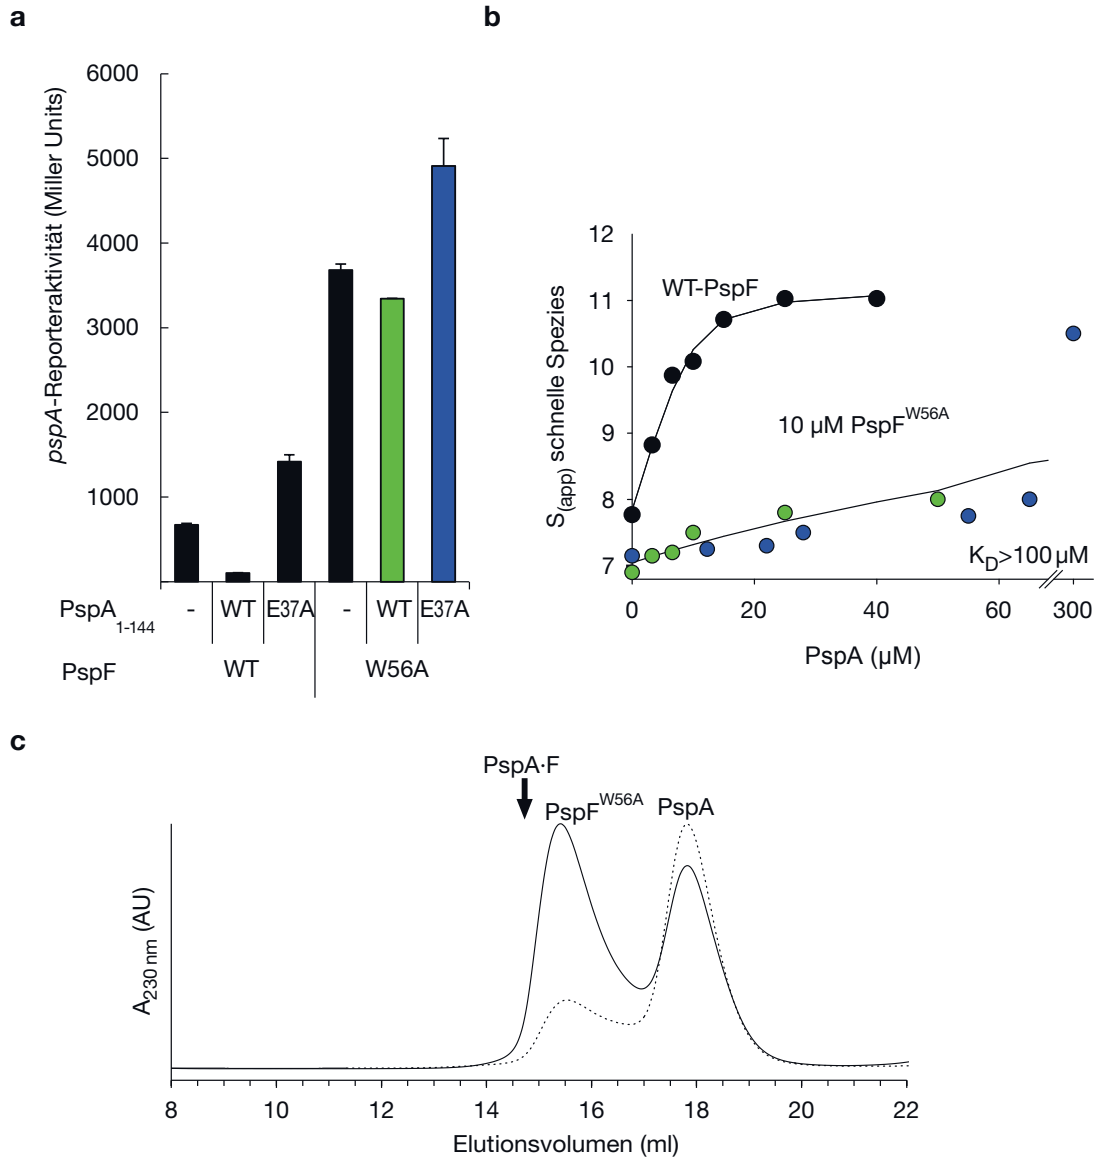 a
pspA-Reporteraktivität (Miller Units)
6000
5000
4000
3000
2000
1000
PspA1-144
- WT E37A - WT E37A
PspF
WT W56A
b
S(app) schnelle Spezies
12
11
10
9
8
7
WT-PspF
10 µM PspFW56A
KD>100 µM
0 20 40 60 300
PspA (µM)
c
PspA·F
PspFW56A
PspA
A230 nm (AU)
8 10 12 14 16 18 20 22
Elutionsvolumen (ml)